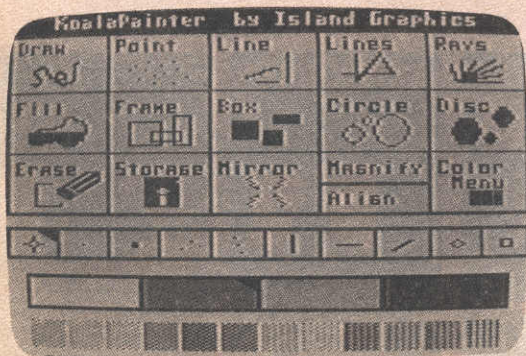 KoalaPainter by Island Graphics
Draw Point Line Lines Rays
Fill Frame Box Circle Disc
Erase Storage Mirror Magnify Color Menu
Align